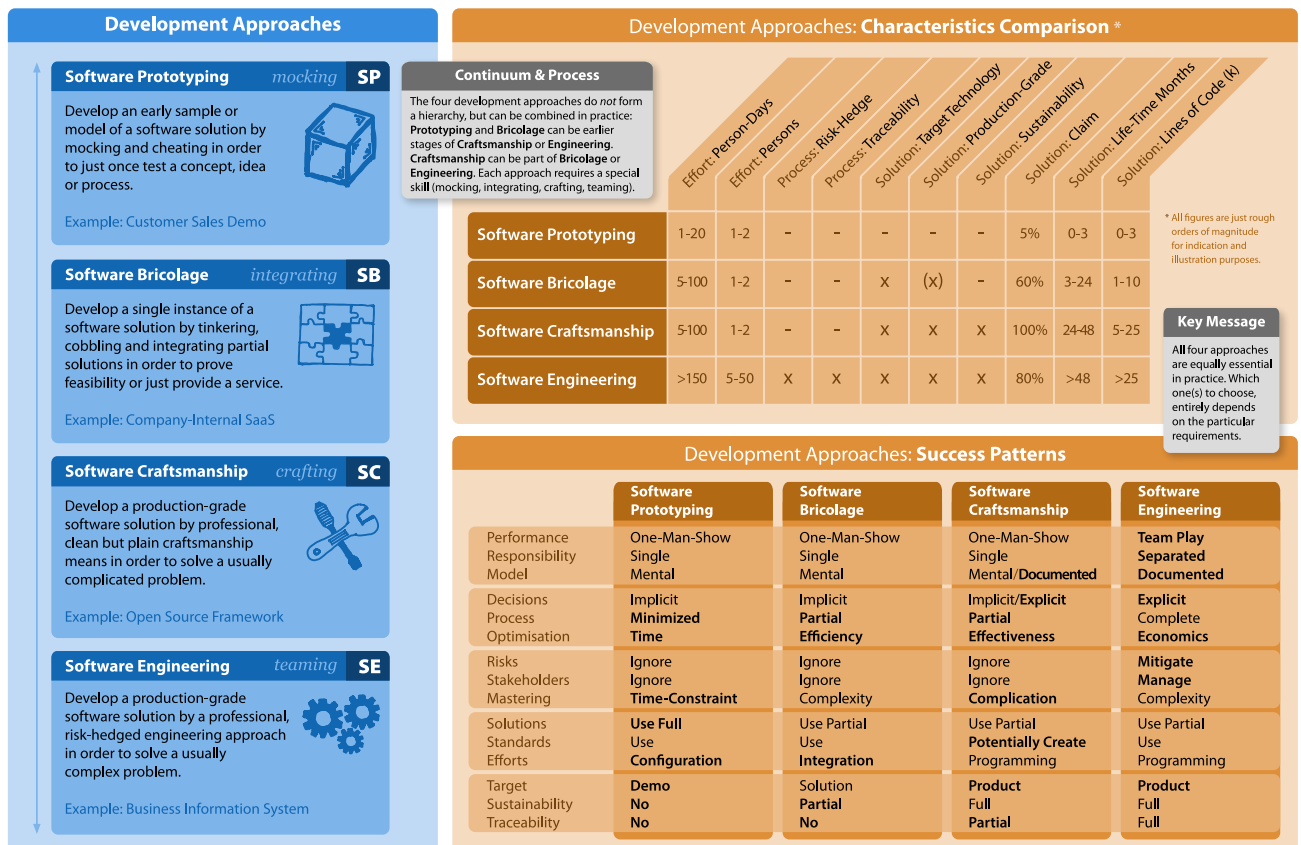 Development Approaches
Software Prototyping mocking SP
Develop an early sample or
model of a software solution by
mocking and cheating in order
to just once test a concept, idea
or process.
Example: Customer Sales Demo
Software Bricolage integrating SB
Develop a single instance of a
software solution by tinkering,
cobbling and integrating partial
solutions in order to prove
feasibility or just provide a service.
Example: Company-Internal SaaS
Software Craftsmanship crafting SC
Develop a production-grade
software solution by professional,
clean but plain craftsmanship
means in order to solve a usually
complicated problem.
Example: Open Source Framework
Software Engineering teaming SE
Develop a production-grade
software solution by a professional,
risk-hedged engineering approach
in order to solve a usually
complex problem.
Example: Business Information System
Continuum & Process
The four development approaches do not form
a hierarchy, but can be combined in practice:
Prototyping and Bricolage can be earlier
stages of Craftsmanship or Engineering.
Craftsmanship can be part of Bricolage or
Engineering. Each approach requires a special
skill (mocking, integrating, crafting, teaming).
Development Approaches: Characteristics Comparison *
Effort: Person-Days
Effort: Persons
Process: Risk-Hedge
Process: Traceability
Solution: Target Technology
Solution: Production-Grade
Solution: Sustainability
Solution: Claim
Solution: Life-Time Months
Solution: Lines of Code (k)
Software Prototyping 1-20 1-2 - - - - - 5% 0-3 0-3
Software Bricolage 5-100 1-2 - - x (x) - 60% 3-24 1-10
Software Craftsmanship 5-100 1-2 - - x x x 100% 24-48 5-25
Software Engineering >150 5-50 x x x x x 80% >48 >25
* All figures are just rough
orders of magnitude
for indication and
illustration purposes.
Key Message
All four approaches
are equally essential
in practice. Which
one(s) to choose,
entirely depends
on the particular
requirements.
Development Approaches: Success Patterns
Software Prototyping Software Bricolage Software Craftsmanship Software Engineering
Performance One-Man-Show One-Man-Show One-Man-Show Team Play
Responsibility Single Single Single Separated
Model Mental Mental Mental/Documented Documented
Decisions Implicit Implicit Implicit/Explicit Explicit
Process Minimized Partial Partial Complete
Optimisation Time Efficiency Effectiveness Economics
Risks Ignore Ignore Ignore Mitigate
Stakeholders Ignore Ignore Ignore Manage
Mastering Time-Constraint Complexity Complication Complexity
Solutions Use Full Use Partial Use Partial Use Partial
Standards Use Use Potentially Create Use
Efforts Configuration Integration Programming Programming
Target Demo Solution Product Product
Sustainability No Partial Full Full
Traceability No No Partial Full